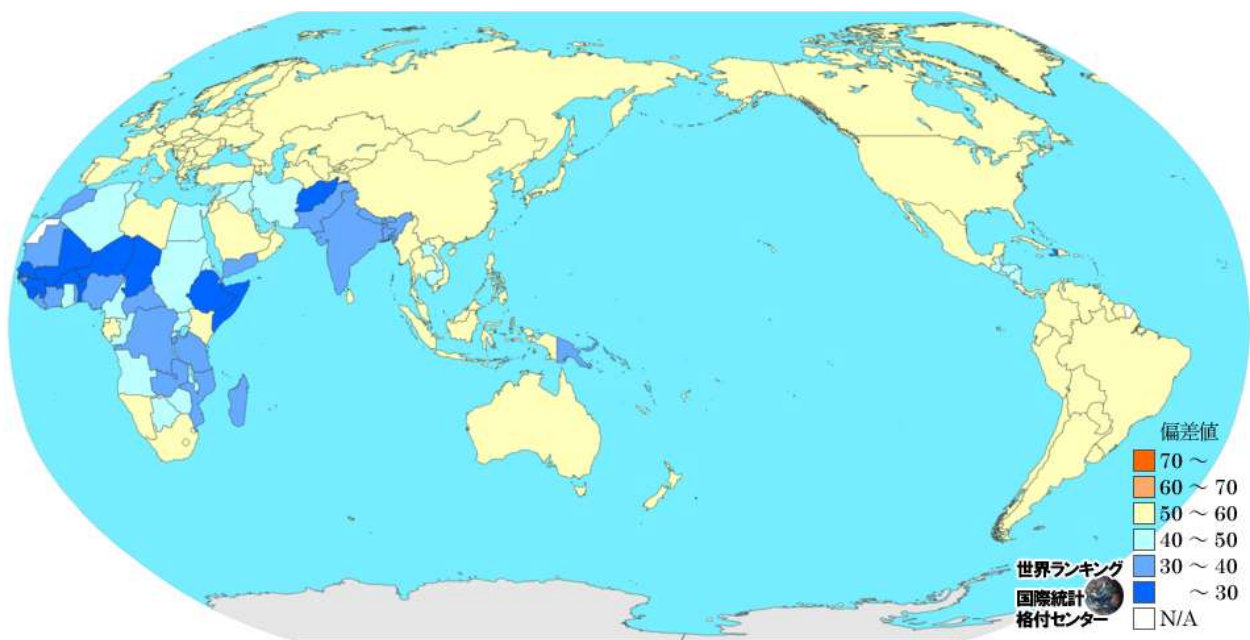 偏差値
70 ～
60 ～ 70
50 ～ 60
40 ～ 50
30 ～ 40
～ 30
N/A
世界ランキング
国際統計
格付センター